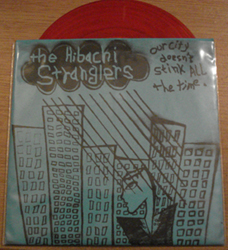 the Hibachi
Stranglers
our city
doesn't
stink ALL
the time.